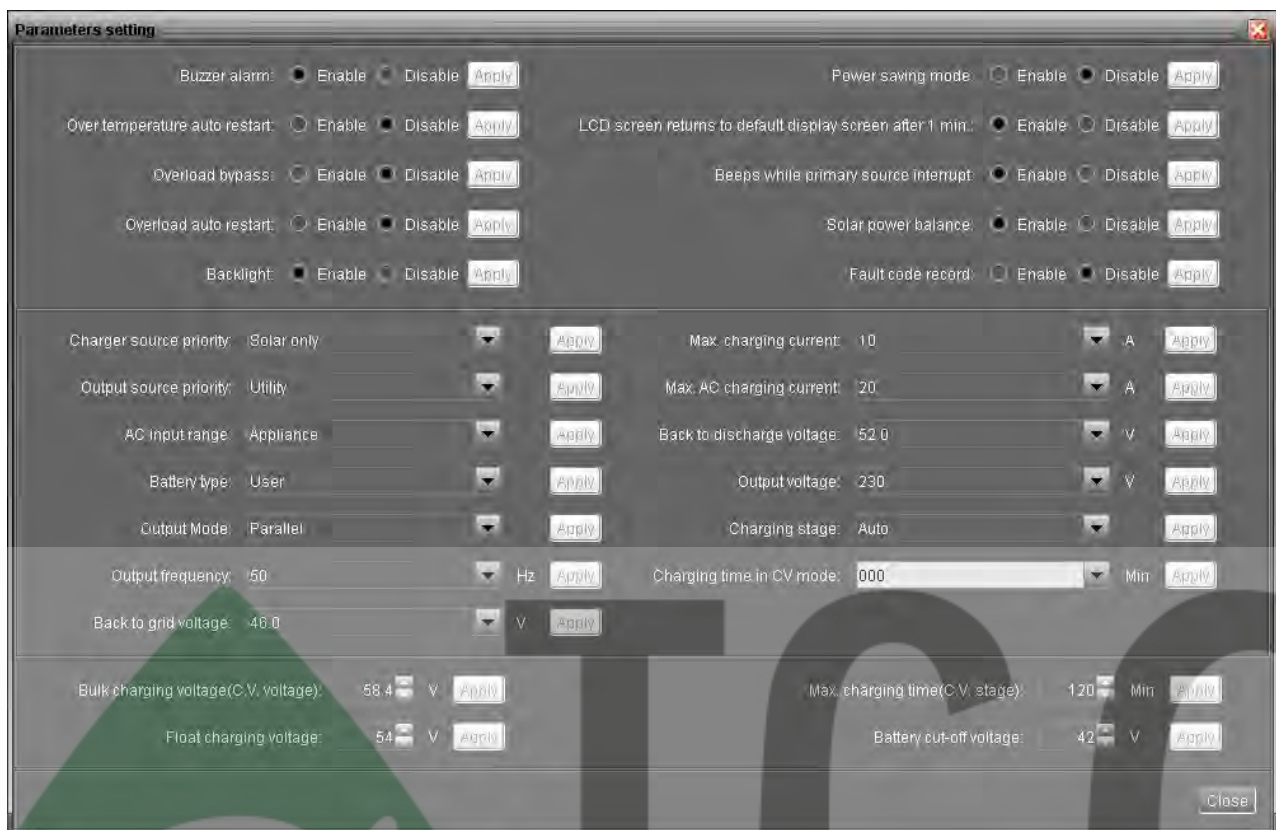 Parameters setting
Buzzer alarm: Enable Disable Apply Power saving mode Enable Disable Apply
Over temperature auto restart: Enable Disable Apply LCD screen returns to default display screen after 1 min.: Enable Disable Apply
Overload bypass: Enable Disable Apply Beeps while primary source interrupt Enable Disable Apply
Overload auto restart: Enable Disable Apply Solar power balance: Enable Disable Apply
Backlight: Enable Disable Apply Fault code record: Enable Disable Apply
Charger source priority: Solar only Apply Max. charging current: 10 A Apply
Output source priority: Utility Apply Max. AC charging current: 20 A Apply
AC input range Appliance Apply Back to discharge voltage: 52.0 V Apply
Battery type: User Apply Output voltage: 230 V Apply
Output Mode: Parallel Apply Charging stage: Auto Apply
Output frequency: 50 Hz Apply Charging time in CV mode: 000 Min Apply
Back to grid voltage: 46.0 V Apply
Bulk charging voltage(C.V. voltage): 58.4 V Apply Max. charging time(C.V. stage): 120 Min Apply
Float charging voltage: 54 V Apply Battery cut-off voltage: 42 V Apply
Close